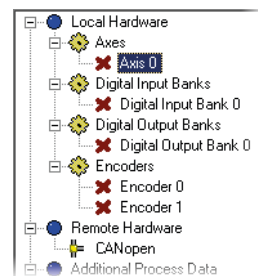 Local Hardware
Axes
Axis 0
Digital Input Banks
Digital Input Bank 0
Digital Output Banks
Digital Output Bank 0
Encoders
Encoder 0
Encoder 1
Remote Hardware
CANopen
Additional Process Data